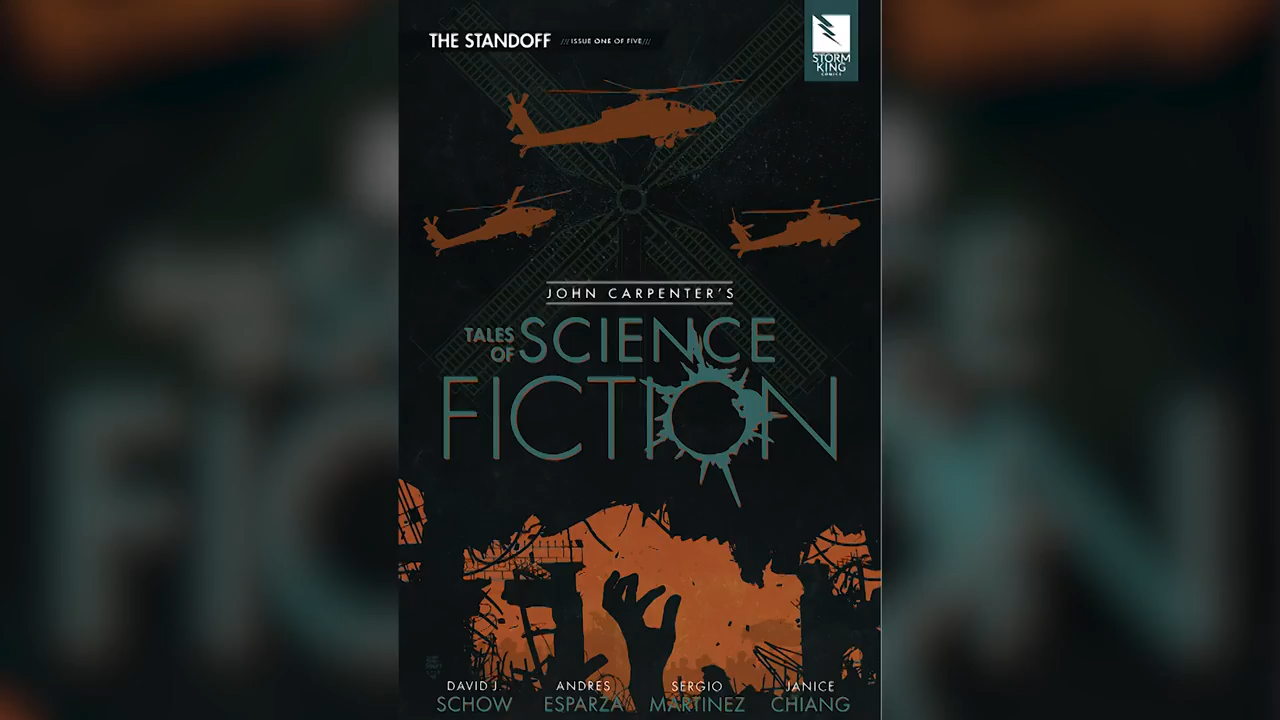 THE STANDOFF ///ISSUE ONE OF FIVE///
STORM
KING
COMICS
JOHN CARPENTER'S
TALES OF SCIENCE
FICTION
DAVID J. SCHOW
ANDRES ESPARZA
SERGIO MARTINEZ
JANICE CHIANG